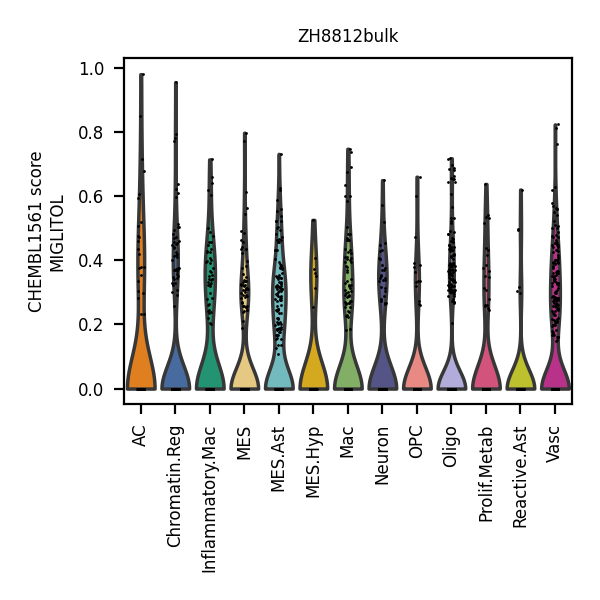 ZH8812bulk
CHEMBL1561 score
MIGLITOL
1.0
0.8
0.6
0.4
0.2
0.0
AC
Chromatin.Reg
Inflammatory.Mac
MES
MES.Ast
MES.Hyp
Mac
Neuron
OPC
Oligo
Prolif.Metab
Reactive.Ast
Vasc